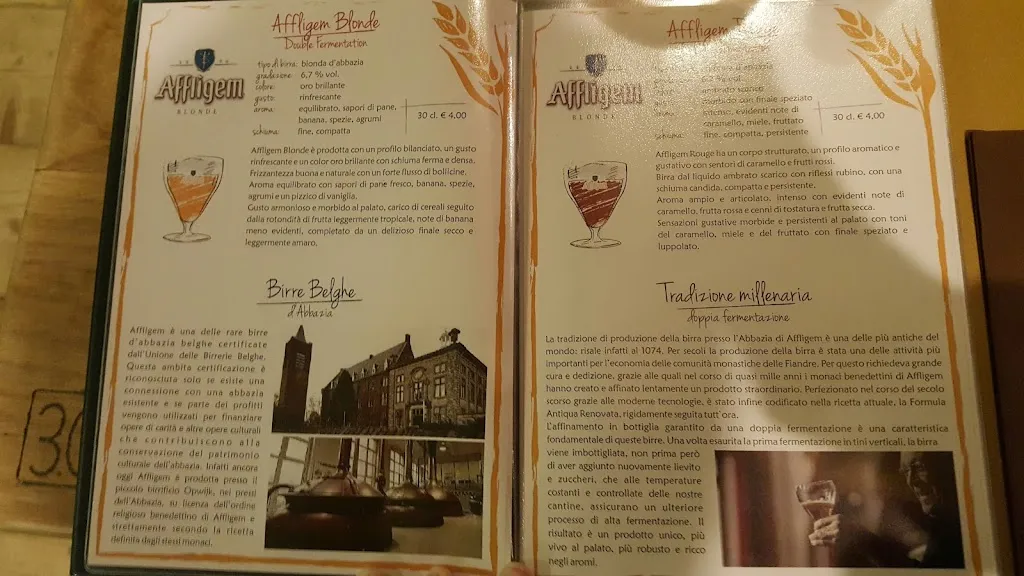 Affligem Blonde
Double Fermentation
Affligem
BLONDE
tipo di birra: bionda d'abbazia
gradazione: 6,7 % vol.
colore: oro brillante
gusto: rinfrescante
aroma: equilibrato, sapori di pane,
banana, spezie, agrumi
schiuma: fine, compatta
30 cl. € 4,00
Affligem Blonde è prodotta con un profilo bilanciato, un gusto
rinfrescante e un color oro brillante con schiuma ferma e densa.
Frizzantezza buona e naturale con un forte flusso di bollicine.
Aroma equilibrato con sapori di pane fresco, banana, spezie,
agrumi e un pizzico di vaniglia.
Gusto armonioso e morbido al palato, carico di cereali seguito
dalla rotondità di frutta leggermente tropicale, note di banana
meno evidenti, completato da un delizioso finale secco e
leggermente amaro.
Birre Belghe
d'Abbazia
Affligem è una delle rare birre
d'abbazia belghe certificate
dall'Unione delle Birrerie Belghe.
Questa ambita certificazione è
riconosciuta solo se esiste una
connessione con una abbazia
esistente e se parte dei profitti
vengono utilizzati per finanziare
opere di carità e altre opere culturali
che contribuiscono alla
conservazione del patrimonio
culturale dell'abbazia. Infatti ancora
oggi Affligem è prodotta presso il
piccolo birrificio Opwijk, nei pressi
dell'Abbazia, su licenza dell'ordine
religioso benedettino di Affligem e
strettamente secondo la ricetta
definita dagli stessi monaci.
3.0
Affligem
Affligem
BLONDE
d'abbazia
6,7 % vol.
ambrato scarico
morbido con finale speziato
intenso, evidenti note di
caramello, miele, fruttato
schiuma: fine, compatta, persistente
30 cl. € 4,00
Affligem Rouge ha un corpo strutturato, un profilo aromatico e
gustativo con sentori di caramello e frutti rossi.
Birra dal liquido ambrato scarico con riflessi rubino, con una
schiuma candida, compatta e persistente.
Aroma ampio e articolato, intenso con evidenti note di
caramello, frutta rossa e cenni di tostatura e frutta secca.
Sensazioni gustative morbide e persistenti al palato con toni
del caramello, miele e del fruttato con finale speziato e
luppolato.
Tradizione millenaria
doppia fermentazione
La tradizione di produzione della birra presso l'Abbazia di Affligem è una delle più antiche del
mondo: risale infatti al 1074. Per secoli la produzione della birra è stata una delle attività più
importanti per l'economia delle comunità monastiche delle Fiandre. Per questo richiedeva grande
cura e dedizione, grazie alle quali nel corso di quasi mille anni i monaci benedettini di Affligem
hanno creato e affinato lentamente un prodotto straordinario. Perfezionato nel corso del secolo
scorso grazie alle moderne tecnologie, è stato infine codificato nella ricetta attuale, la Formula
Antiqua Renovata, rigidamente seguita tutt'ora.
L'affinamento in bottiglia garantito da una doppia fermentazione è una caratteristica
fondamentale di queste birre. Una volta esaurita la prima fermentazione in tini verticali, la birra
viene imbottigliata, non prima però
di aver aggiunto nuovamente lievito
e zuccheri, che alle temperature
costanti e controllate delle nostre
cantine, assicurano un ulteriore
processo di alta fermentazione. Il
risultato è un prodotto unico, più
vivo al palato, più robusto e ricco
negli aromi.